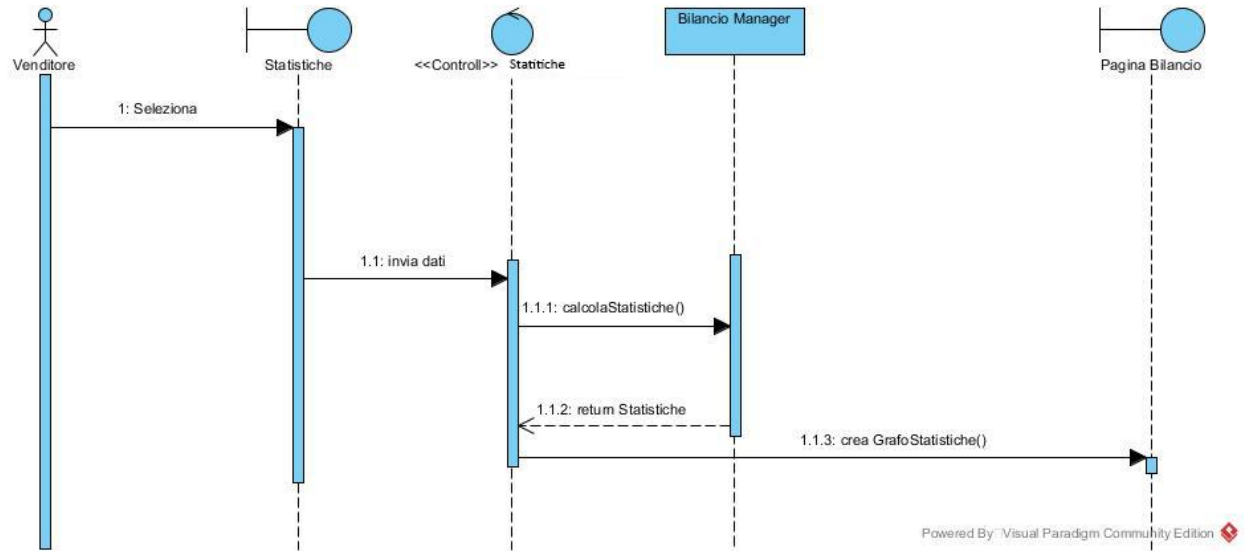 Bilancio Manager
Venditore
Statistiche
<<Controll>> Statitiche
Pagina Bilancio
1: Seleziona
1.1: invia dati
1.1.1: calcolaStatistiche()
1.1.2: return Statistiche
1.1.3: crea GrafoStatistiche()
Powered By Visual Paradigm Community Edition